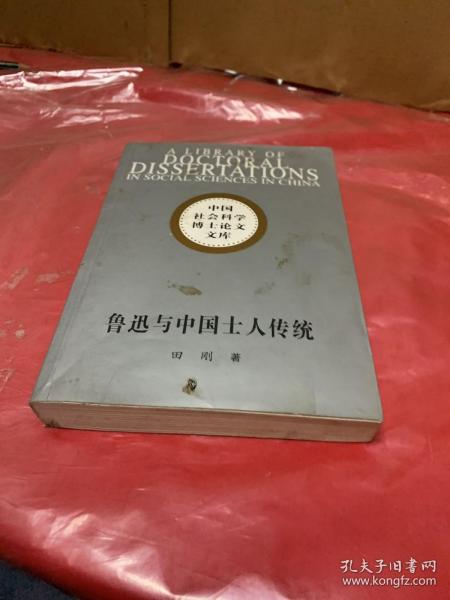 A LIBRARY OF
DOCTORAL
DISSERTATIONS
IN SOCIAL SCIENCES IN CHINA
中国
社会科学
博士论文
文库
鲁迅与中国士人传统
田刚 著
孔夫子旧书网
www.kongfz.com